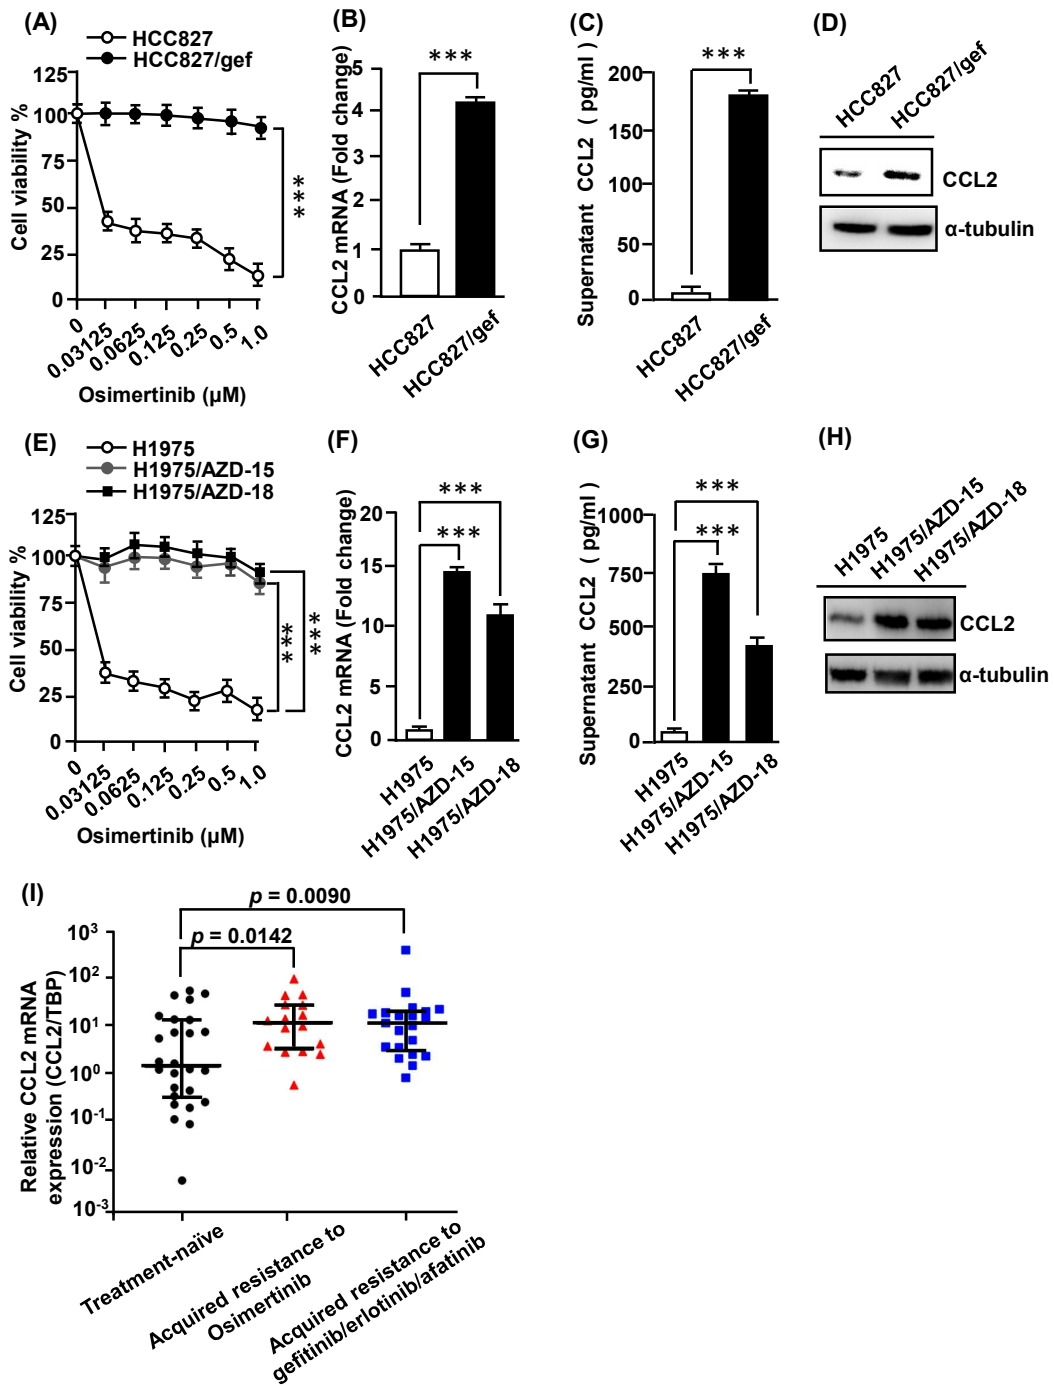 (A)
HCC827
HCC827/gef
Cell viability %
125
100
75
50
25
0
0
0.03125
0.0625
0.125
0.25
0.5
1.0
Osimertinib (μM)
***
(B)
CCL2 mRNA (Fold change)
5
4
3
2
1
0
***
HCC827
HCC827/gef
(C)
Supernatant CCL2 ( pg/ml )
200
150
100
50
0
***
HCC827
HCC827/gef
(D)
HCC827
HCC827/gef
CCL2
α-tubulin
(E)
H1975
H1975/AZD-15
H1975/AZD-18
Cell viability %
125
100
75
50
25
0
0
0.03125
0.0625
0.125
0.25
0.5
1.0
Osimertinib (μM)
***
***
(F)
CCL2 mRNA (Fold change)
20
15
10
5
0
***
***
H1975
H1975/AZD-15
H1975/AZD-18
(G)
Supernatant CCL2 ( pg/ml )
1000
750
500
250
0
***
***
H1975
H1975/AZD-15
H1975/AZD-18
(H)
H1975
H1975/AZD-15
H1975/AZD-18
CCL2
α-tubulin
(I)
Relative CCL2 mRNA
expression (CCL2/TBP)
10³
10²
10¹
10⁰
10⁻¹
10⁻²
10⁻³
p = 0.0090
p = 0.0142
Treatment-naïve
Acquired resistance to
Osimertinib
Acquired resistance to
gefitinib/erlotinib/afatinib